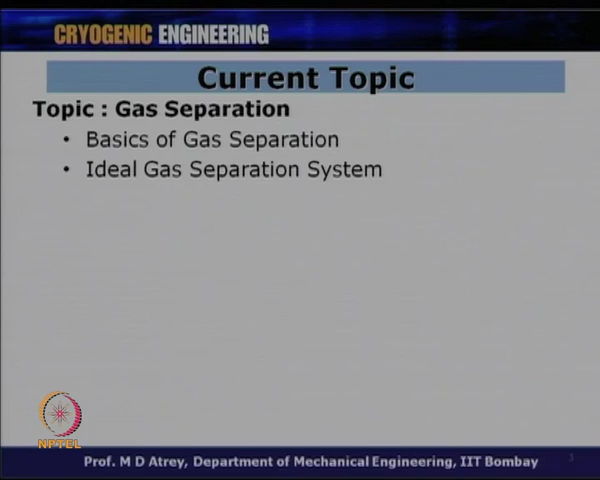 CRYOGENIC ENGINEERING
Current Topic
Topic : Gas Separation
• Basics of Gas Separation
• Ideal Gas Separation System
NPTEL
Prof. M D Atrey, Department of Mechanical Engineering, IIT Bombay
3